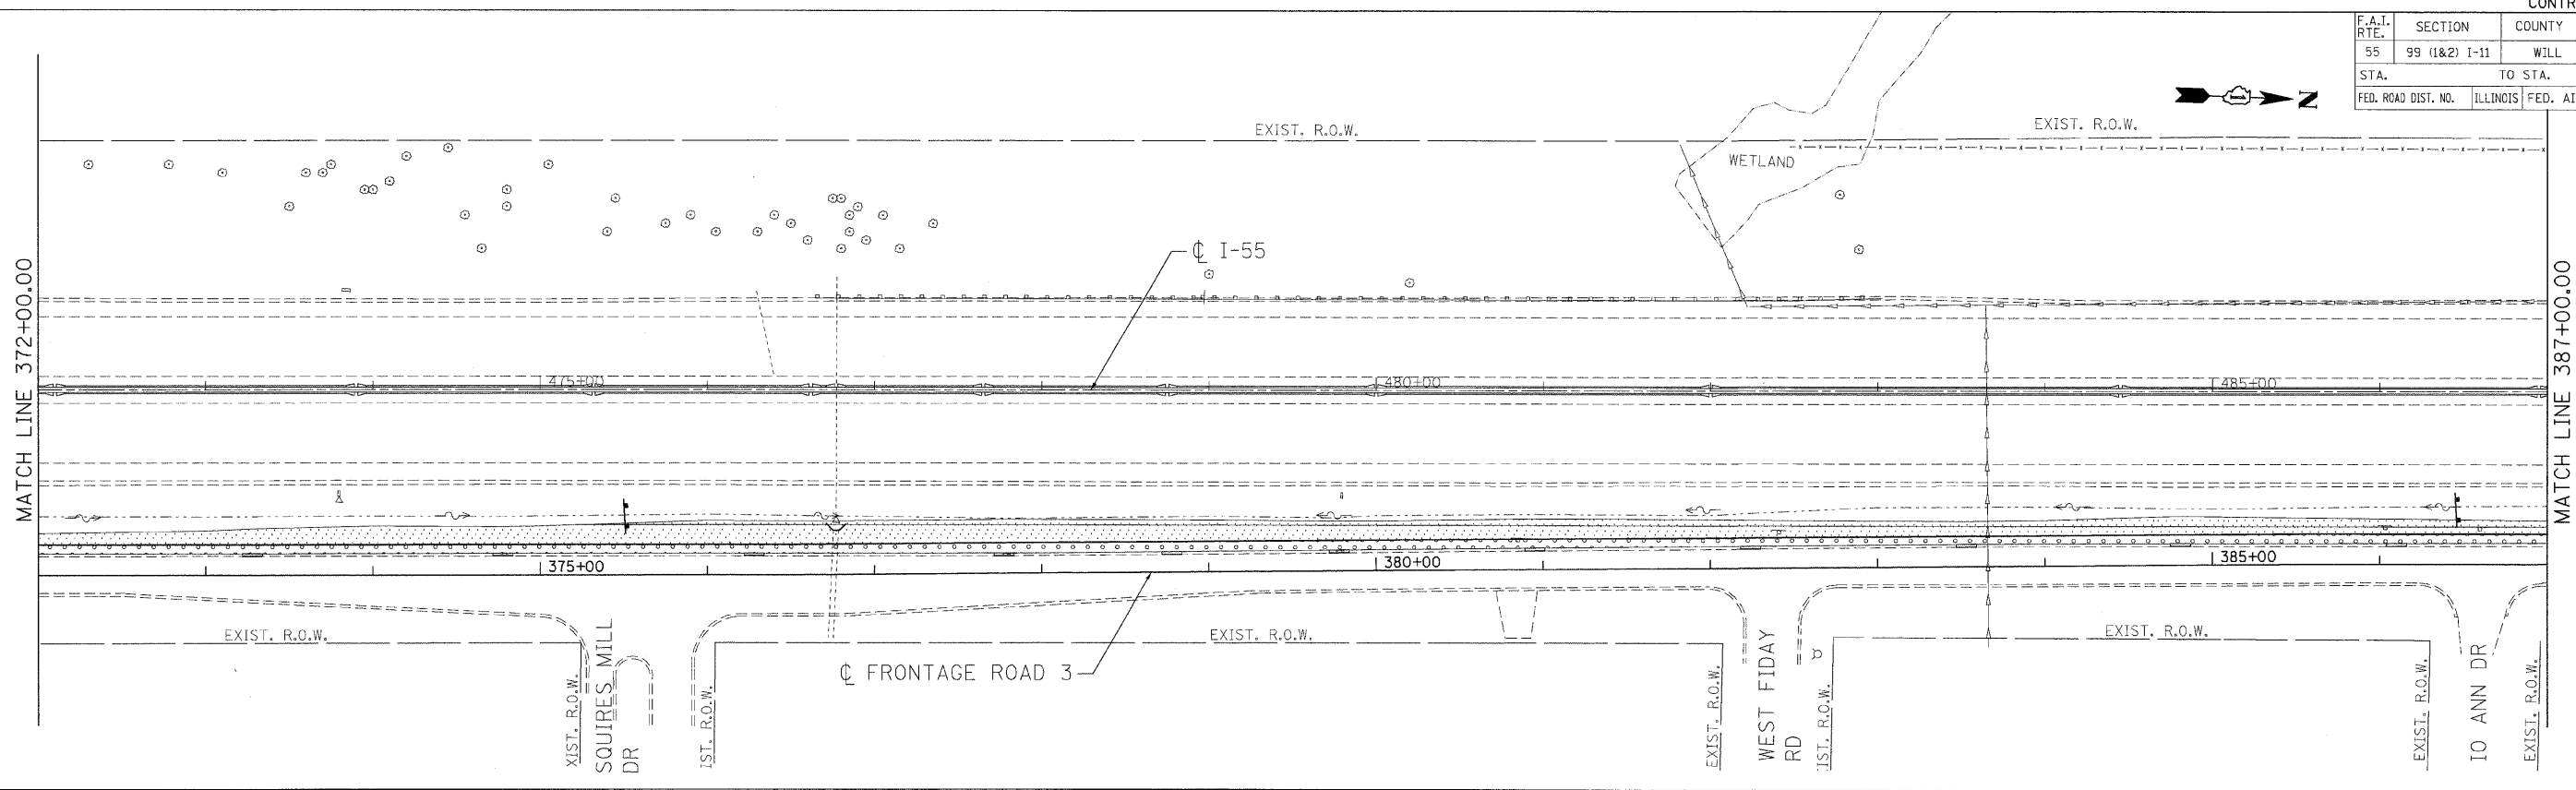 CONTR
F.A.I. RTE. SECTION COUNTY
55 99 (1&2) I-11 WILL
STA. TO STA.
FED. ROAD DIST. NO. ILLINOIS FED. AI
N
EXIST. R.O.W.
EXIST. R.O.W.
WETLAND
℄ I-55
MATCH LINE 372+00.00
MATCH LINE 387+00.00
475+00
480+00
485+00
375+00
380+00
385+00
EXIST. R.O.W.
EXIST. R.O.W.
EXIST. R.O.W.
℄ FRONTAGE ROAD 3
XIST. R.O.W.
SQUIRES MILL
DR
IST. R.O.W.
EXIST. R.O.W.
WEST FIDAY
RD
IST. R.O.W.
EXIST. R.O.W.
IO ANN DR
EXIST. R.O.W.